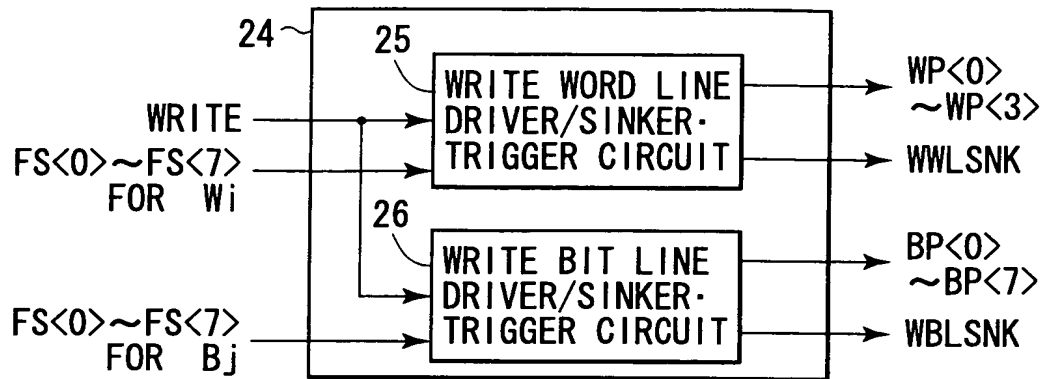 24
25
WRITE WORD LINE
DRIVER/SINKER·
TRIGGER CIRCUIT
WRITE
FS<0>~FS<7>
FOR Wi
WP<0>
~WP<3>
WWLSNK
26
WRITE BIT LINE
DRIVER/SINKER·
TRIGGER CIRCUIT
FS<0>~FS<7>
FOR Bj
BP<0>
~BP<7>
WBLSNK